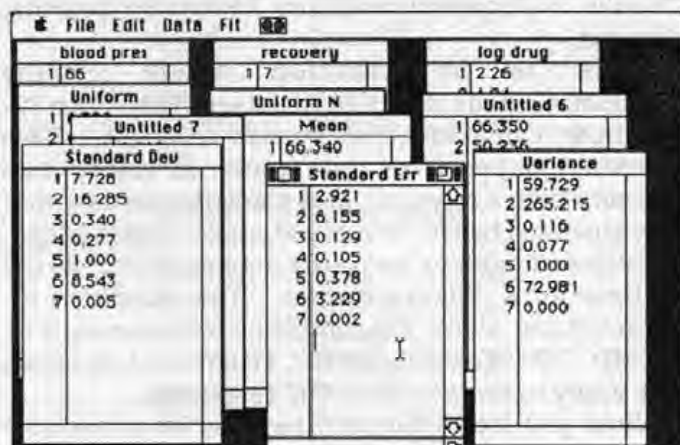 File Edit Data Fit
blood pres
1 66
recovery
1 7
log drug
1 2.26
Uniform
1
2
Uniform N
Untitled 6
1 66.350
2 50.236
Untitled 7
Mean
1 66.340
Standard Dev
1 7.728
2 16.285
3 0.340
4 0.277
5 1.000
6 8.543
7 0.005
Standard Err
1 2.921
2 6.155
3 0.129
4 0.105
5 0.378
6 3.229
7 0.002
Variance
1 59.729
2 265.215
3 0.116
4 0.077
5 1.000
6 72.981
7 0.000